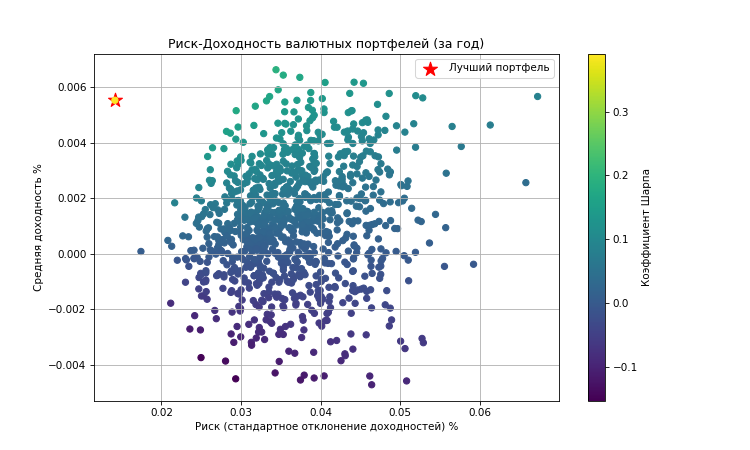 Риск-Доходность валютных портфелей (за год)
Лучший портфель
0.006
0.004
0.002
0.000
−0.002
−0.004
Средняя доходность %
0.02 0.03 0.04 0.05 0.06
Риск (стандартное отклонение доходностей) %
0.3
0.2
0.1
0.0
−0.1
Коэффициент Шарпа